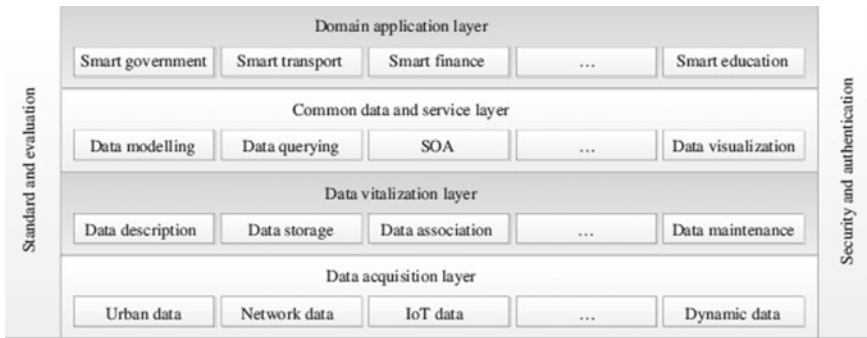 Standard and evaluation
Domain application layer
Smart government
Smart transport
Smart finance
...
Smart education
Common data and service layer
Data modelling
Data querying
SOA
...
Data visualization
Data vitalization layer
Data description
Data storage
Data association
...
Data maintenance
Data acquisition layer
Urban data
Network data
IoT data
...
Dynamic data
Security and authentication